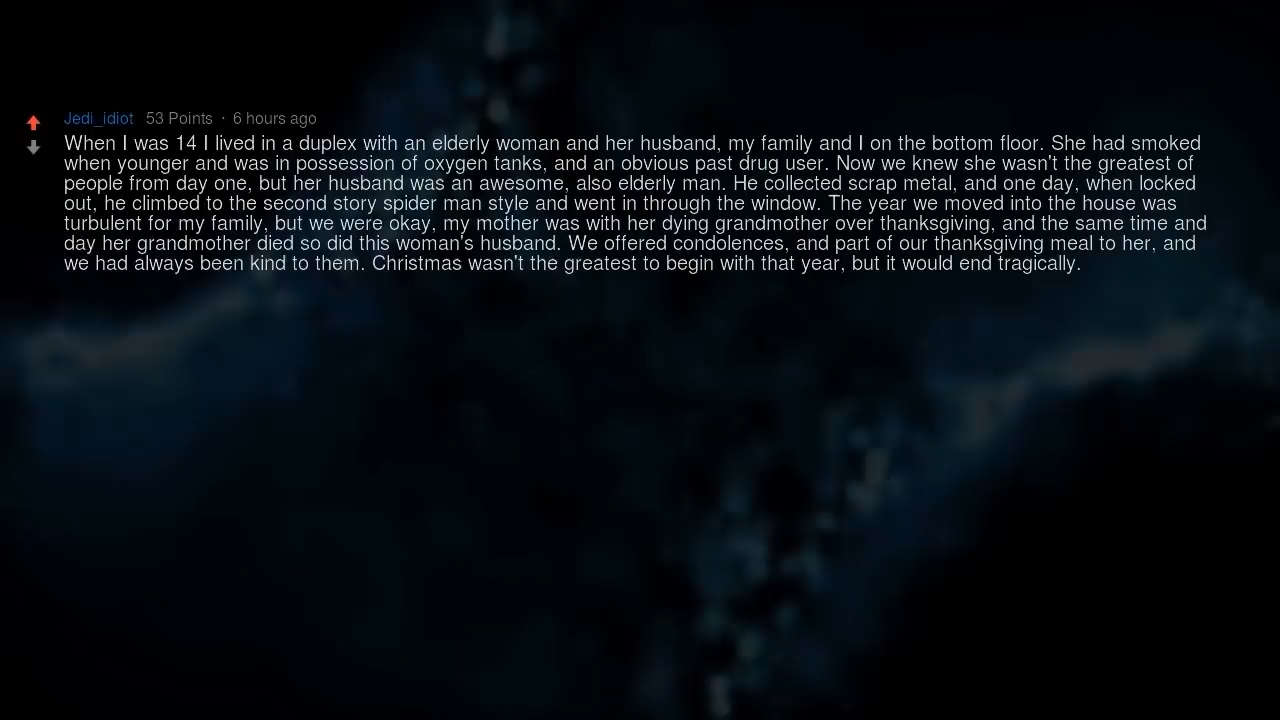 Jedi_idiot 53 Points · 6 hours ago
When I was 14 I lived in a duplex with an elderly woman and her husband, my family and I on the bottom floor. She had smoked
when younger and was in possession of oxygen tanks, and an obvious past drug user. Now we knew she wasn't the greatest of
people from day one, but her husband was an awesome, also elderly man. He collected scrap metal, and one day, when locked
out, he climbed to the second story spider man style and went in through the window. The year we moved into the house was
turbulent for my family, but we were okay, my mother was with her dying grandmother over thanksgiving, and the same time and
day her grandmother died so did this woman's husband. We offered condolences, and part of our thanksgiving meal to her, and
we had always been kind to them. Christmas wasn't the greatest to begin with that year, but it would end tragically.